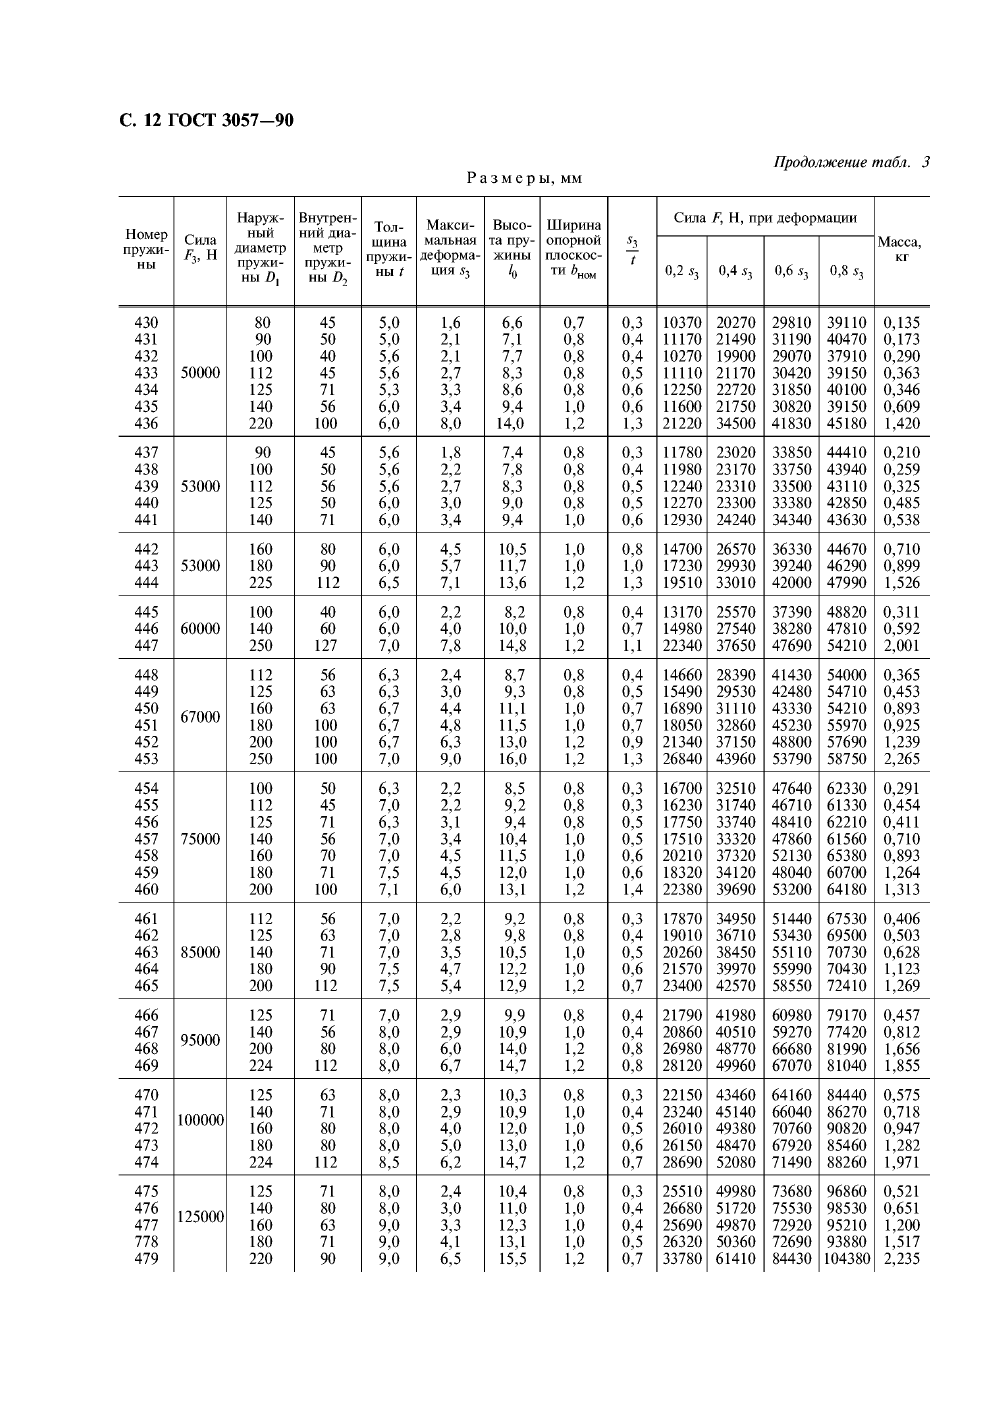 С. 12 ГОСТ 3057—90
Продолжение табл. 3
Размеры, мм
Номер пружи- ны | Сила F3, Н | Наруж- ный диаметр пружи- ны D1 | Внутрен- ний диа- метр пружи- ны D2 | Тол- щина пружи- ны t | Макси- мальная деформа- ция s3 | Высо- та пру- жины l0 | Ширина опорной плоскос- ти bном | s3/t | Сила F, Н, при деформации | Масса, кг
0,2 s3 | 0,4 s3 | 0,6 s3 | 0,8 s3
430 80 45 5,0 1,6 6,6 0,7 0,3 10370 20270 29810 39110 0,135
431 90 50 5,0 2,1 7,1 0,8 0,4 11170 21490 31190 40470 0,173
432 100 40 5,6 2,1 7,7 0,8 0,4 10270 19900 29070 37910 0,290
433 50000 112 45 5,6 2,7 8,3 0,8 0,5 11110 21170 30420 39150 0,363
434 125 71 5,3 3,3 8,6 0,8 0,6 12250 22720 31850 40100 0,346
435 140 56 6,0 3,4 9,4 1,0 0,6 11600 21750 30820 39150 0,609
436 220 100 6,0 8,0 14,0 1,2 1,3 21220 34500 41830 45180 1,420
437 90 45 5,6 1,8 7,4 0,8 0,3 11780 23020 33850 44410 0,210
438 100 50 5,6 2,2 7,8 0,8 0,4 11980 23170 33750 43940 0,259
439 53000 112 56 5,6 2,7 8,3 0,8 0,5 12240 23310 33500 43110 0,325
440 125 50 6,0 3,0 9,0 0,8 0,5 12270 23300 33380 42850 0,485
441 140 71 6,0 3,4 9,4 1,0 0,6 12930 24240 34340 43630 0,538
442 160 80 6,0 4,5 10,5 1,0 0,8 14700 26570 36330 44670 0,710
443 53000 180 90 6,0 5,7 11,7 1,0 1,0 17230 29930 39240 46290 0,899
444 225 112 6,5 7,1 13,6 1,2 1,3 19510 33010 42000 47990 1,526
445 100 40 6,0 2,2 8,2 0,8 0,4 13170 25570 37390 48820 0,311
446 60000 140 60 6,0 4,0 10,0 1,0 0,7 14980 27540 38280 47810 0,592
447 250 127 7,0 7,8 14,8 1,2 1,1 22340 37650 47690 54210 2,001
448 112 56 6,3 2,4 8,7 0,8 0,4 14660 28390 41430 54000 0,365
449 125 63 6,3 3,0 9,3 0,8 0,5 15490 29530 42480 54710 0,453
450 160 63 6,7 4,4 11,1 1,0 0,7 16890 31110 43330 54210 0,893
451 67000 180 100 6,7 4,8 11,5 1,0 0,7 18050 32860 45230 55970 0,925
452 200 100 6,7 6,3 13,0 1,2 0,9 21340 37150 48800 57690 1,239
453 250 100 7,0 9,0 16,0 1,2 1,3 26840 43960 53790 58750 2,265
454 100 50 6,3 2,2 8,5 0,8 0,3 16700 32510 47640 62330 0,291
455 112 45 7,0 2,2 9,2 0,8 0,3 16230 31740 46710 61330 0,454
456 125 71 6,3 3,1 9,4 0,8 0,5 17750 33740 48410 62210 0,411
457 75000 140 56 7,0 3,4 10,4 1,0 0,5 17510 33320 47860 61560 0,710
458 160 70 7,0 4,5 11,5 1,0 0,6 20210 37320 52130 65380 0,893
459 180 71 7,5 4,5 12,0 1,0 0,6 18320 34120 48040 60700 1,264
460 200 100 7,1 6,0 13,1 1,2 1,4 22380 39690 53200 64180 1,313
461 112 56 7,0 2,2 9,2 0,8 0,3 17870 34950 51440 67530 0,406
462 125 63 7,0 2,8 9,8 0,8 0,4 19010 36710 53430 69500 0,503
463 85000 140 71 7,0 3,5 10,5 1,0 0,5 20260 38450 55110 70730 0,628
464 180 90 7,5 4,7 12,2 1,0 0,6 21570 39970 55990 70430 1,123
465 200 112 7,5 5,4 12,9 1,2 0,7 23400 42570 58550 72410 1,269
466 125 71 7,0 2,9 9,9 0,8 0,4 21790 41980 60980 79170 0,457
467 95000 140 56 8,0 2,9 10,9 1,0 0,4 20860 40510 59270 77420 0,812
468 200 80 8,0 6,0 14,0 1,2 0,8 26980 48770 66680 81990 1,656
469 224 112 8,0 6,7 14,7 1,2 0,8 28120 49960 67070 81040 1,855
470 125 63 8,0 2,3 10,3 0,8 0,3 22150 43460 64160 84440 0,575
471 100000 140 71 8,0 2,9 10,9 1,0 0,4 23240 45140 66040 86270 0,718
472 160 80 8,0 4,0 12,0 1,0 0,5 26010 49380 70760 90820 0,947
473 180 80 8,0 5,0 13,0 1,0 0,6 26150 48470 67920 85460 1,282
474 224 112 8,5 6,2 14,7 1,2 0,7 28690 52080 71490 88260 1,971
475 125 71 8,0 2,4 10,4 0,8 0,3 25510 49980 73680 96860 0,521
476 125000 140 80 8,0 3,0 11,0 1,0 0,4 26680 51720 75530 98530 0,651
477 160 63 9,0 3,3 12,3 1,0 0,4 25690 49870 72920 95210 1,200
778 180 71 9,0 4,1 13,1 1,0 0,5 26320 50360 72690 93880 1,517
479 220 90 9,0 6,5 15,5 1,2 0,7 33780 61410 84430 104380 2,235